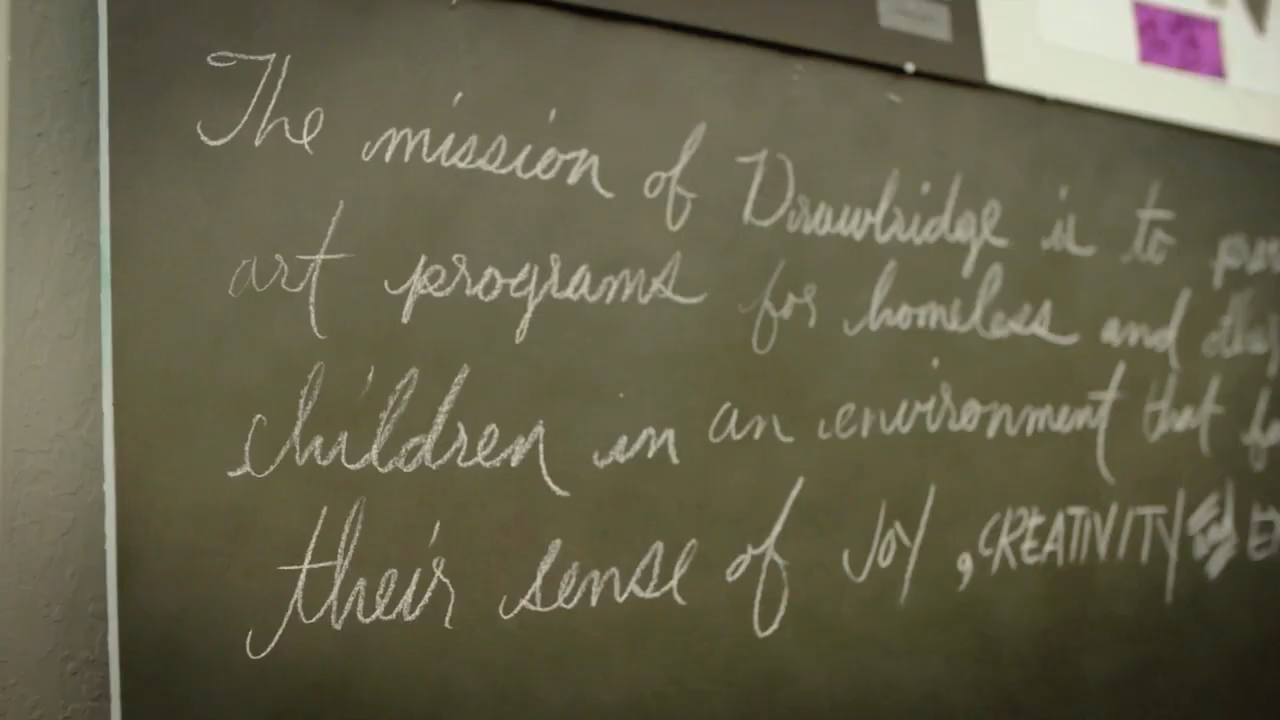 The mission of Drawbridge is to
art programs for homeless and
children in an environment that
their sense of JOY, CREATIVITY